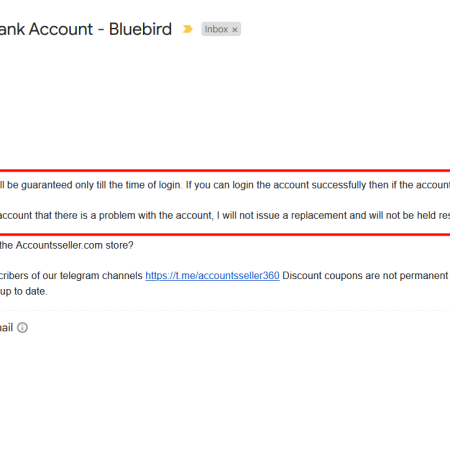 ank Account - Bluebird Inbox ×
ll be guaranteed only till the time of login. If you can login the account successfully then if the accoun
account that there is a problem with the account, I will not issue a replacement and will not be held res
the Accountsseller.com store?
cribers of our telegram channels https://t.me/accountsseller360 Discount coupons are not permanent
up to date.
ail